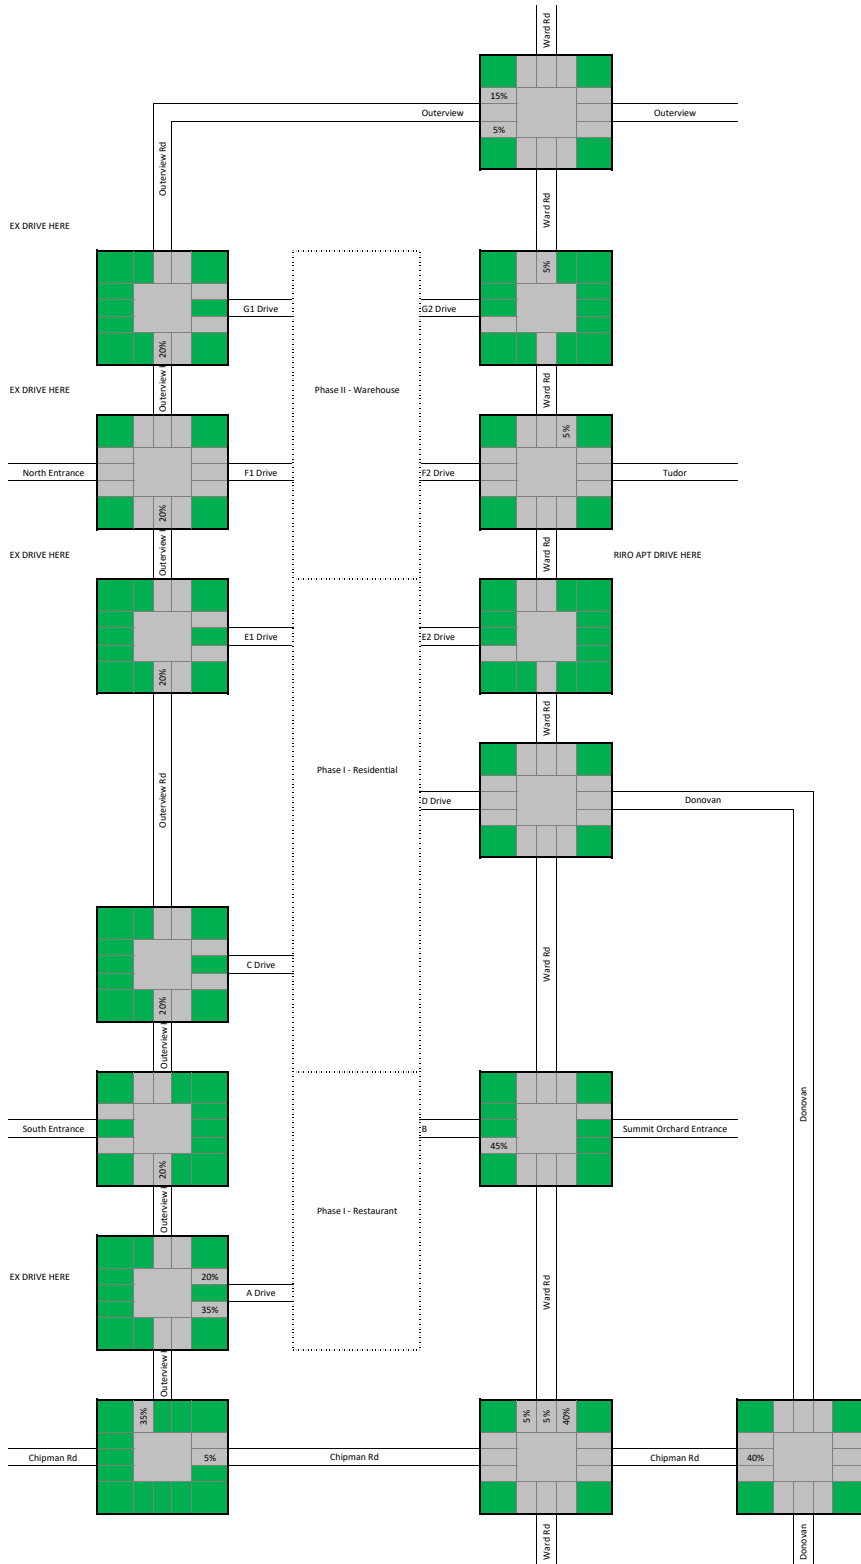 Ward Rd
15%
Outerview
Outerview
5%
Outerview Rd
Ward Rd
EX DRIVE HERE
5%
G1 Drive
G2 Drive
20%
Outerview R
Ward Rd
EX DRIVE HERE
Phase II - Warehouse
5%
North Entrance
F1 Drive
F2 Drive
Tudor
20%
Outerview
Ward Rd
EX DRIVE HERE
RIRO APT DRIVE HERE
E1 Drive
E2 Drive
20%
Ward Rd
Outerview Rd
Phase I - Residential
D Drive
Donovan
C Drive
Ward Rd
20%
Outerview
South Entrance
B
Summit Orchard Entrance
Donovan
45%
20%
Outerview
Phase I - Restaurant
EX DRIVE HERE
20%
A Drive
35%
Ward Rd
Outerview
35%
5%
5%
40%
Chipman Rd
5%
Chipman Rd
Chipman Rd
40%
Ward Rd
Donovan